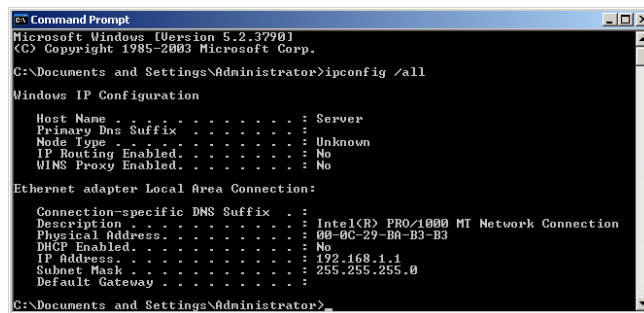 Command Prompt
Microsoft Windows [Version 5.2.3790]
(C) Copyright 1985-2003 Microsoft Corp.
C:\Documents and Settings\Administrator>ipconfig /all
Windows IP Configuration
Host Name . . . . . . . . . . . . : Server
Primary Dns Suffix . . . . . . . :
Node Type . . . . . . . . . . . . : Unknown
IP Routing Enabled. . . . . . . . : No
WINS Proxy Enabled. . . . . . . . : No
Ethernet adapter Local Area Connection:
Connection-specific DNS Suffix . :
Description . . . . . . . . . . . : Intel(R) PRO/1000 MT Network Connection
Physical Address. . . . . . . . . : 00-0C-29-BA-B3-B3
DHCP Enabled. . . . . . . . . . . : No
IP Address. . . . . . . . . . . . : 192.168.1.1
Subnet Mask . . . . . . . . . . . : 255.255.255.0
Default Gateway . . . . . . . . . :
C:\Documents and Settings\Administrator>_